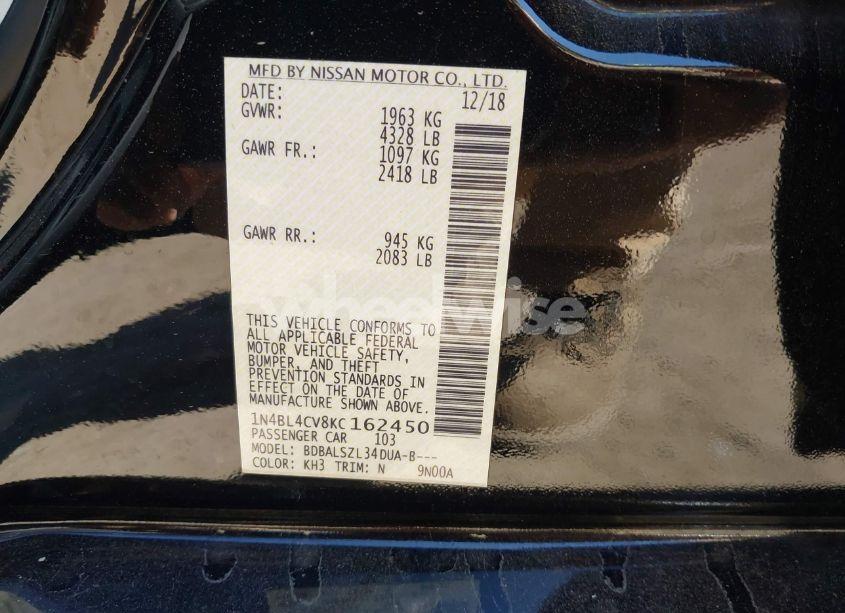 MFD BY NISSAN MOTOR CO., LTD.
DATE: 12/18
GVWR: 1963 KG
4328 LB
GAWR FR.: 1097 KG
2418 LB
GAWR RR.: 945 KG
2083 LB
wheelwise
THIS VEHICLE CONFORMS TO
ALL APPLICABLE FEDERAL
MOTOR VEHICLE SAFETY,
BUMPER, AND THEFT
PREVENTION STANDARDS IN
EFFECT ON THE DATE OF
MANUFACTURE SHOWN ABOVE.
1N4BL4CV8KC162450
PASSENGER CAR 103
MODEL: BDBALSZL34DUA-B---
COLOR: KH3 TRIM: N 9N00A